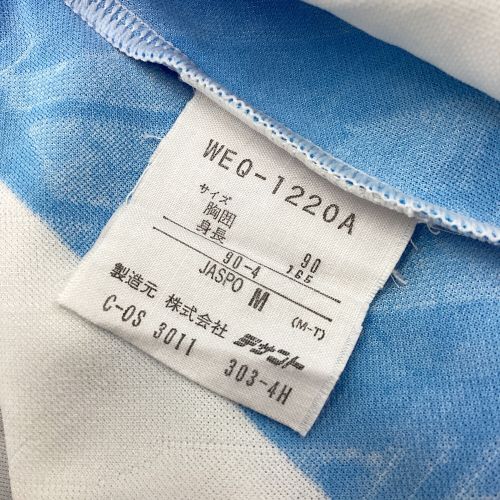 WEQ-1220A
サイズ
胸囲 90
身長 165
90-4
JASPO M (M-T)
製造元 株式会社 デサント
C-OS 3011 303-4H